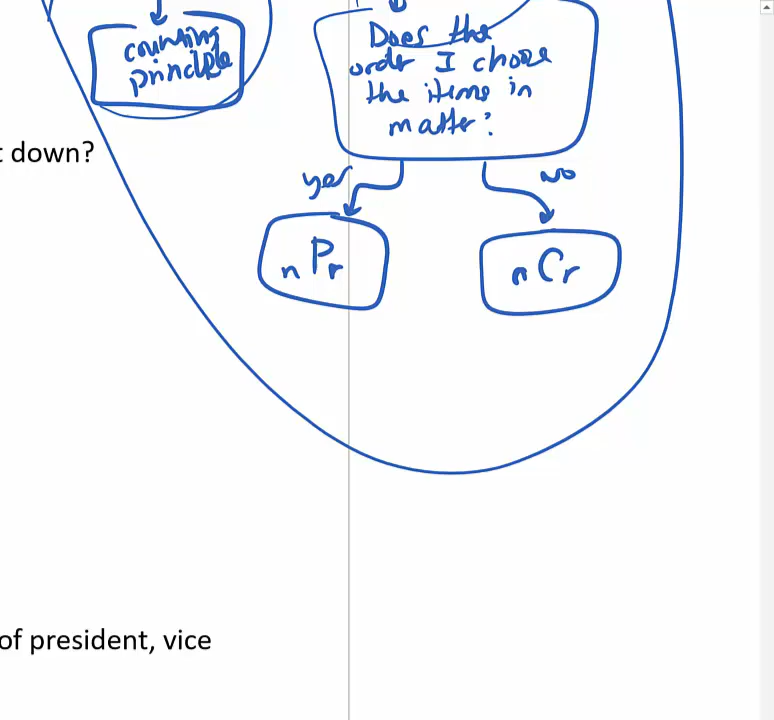 counting
principle
Does the
order I choose
the items in
matter?
t down?
yes
no
nPr
nCr
of president, vice